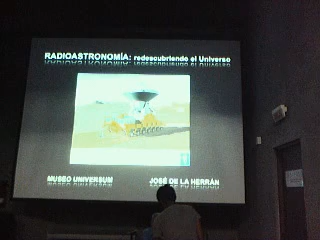 RADIOASTRONOMÍA: redescubriendo el Universo
MUSEO UNIVERSUM
JOSÉ DE LA HERRÁN